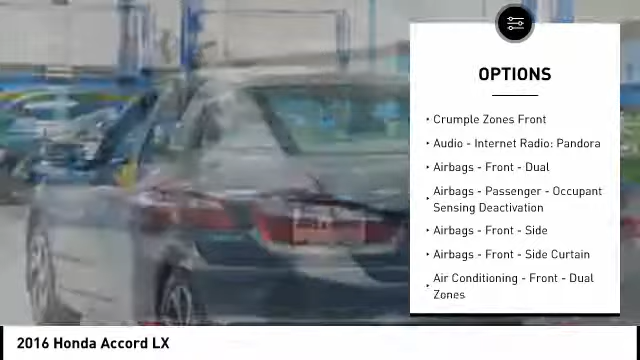 OPTIONS
Crumple Zones Front
Audio - Internet Radio: Pandora
Airbags - Front - Dual
Airbags - Passenger - Occupant
Sensing Deactivation
Airbags - Front - Side
Airbags - Front - Side Curtain
Air Conditioning - Front - Dual
Zones
2016 Honda Accord LX